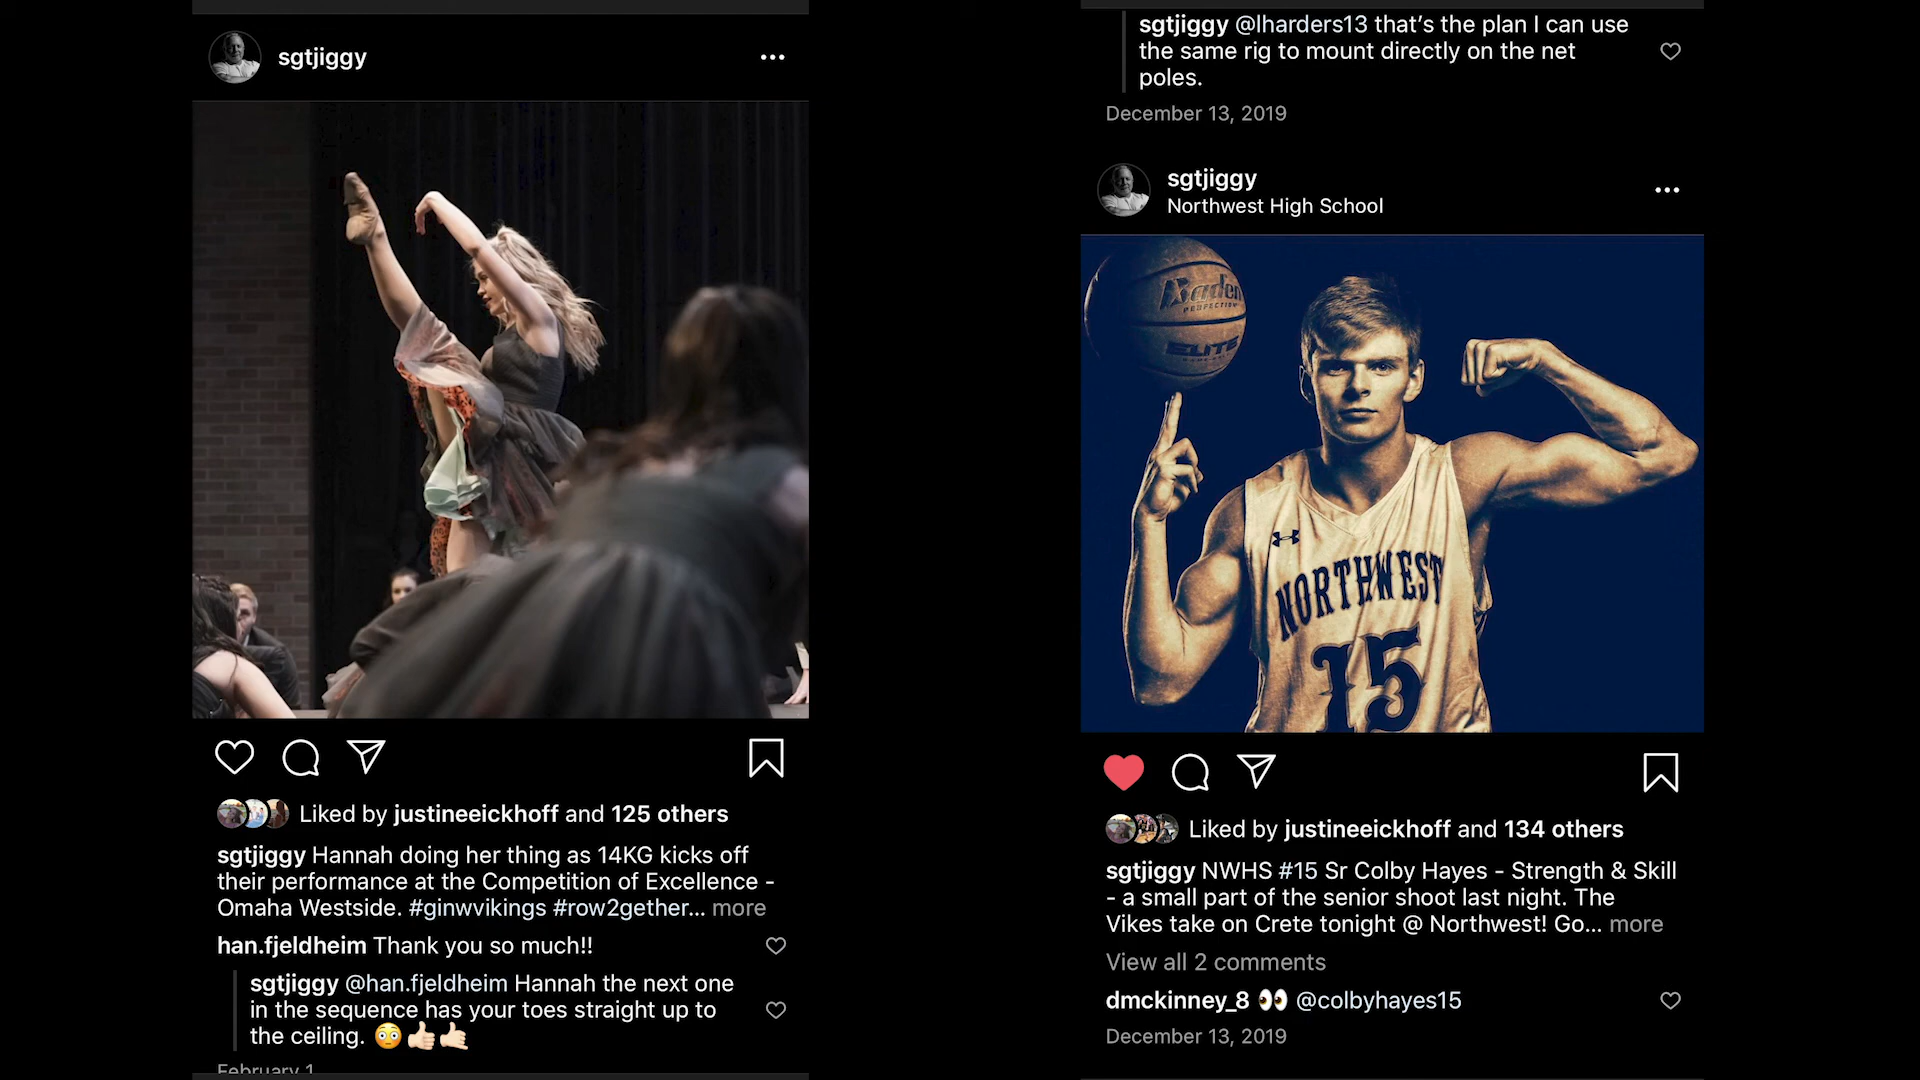 sgtjiggy
Liked by justineeickhoff and 125 others
sgtjiggy Hannah doing her thing as 14KG kicks off
their performance at the Competition of Excellence -
Omaha Westside. #ginwvikings #row2gether... more
han.fjeldheim Thank you so much!!
sgtjiggy @han.fjeldheim Hannah the next one
in the sequence has your toes straight up to
the ceiling. 😳👍🏻🤙🏻
February 1
sgtjiggy @lharders13 that’s the plan I can use
the same rig to mount directly on the net
poles.
December 13, 2019
sgtjiggy
Northwest High School
Baden
PERFECTION
ELITE
NORTHWEST
15
Liked by justineeickhoff and 134 others
sgtjiggy NWHS #15 Sr Colby Hayes - Strength & Skill
- a small part of the senior shoot last night. The
Vikes take on Crete tonight @ Northwest! Go... more
View all 2 comments
dmckinney_8 👀 @colbyhayes15
December 13, 2019